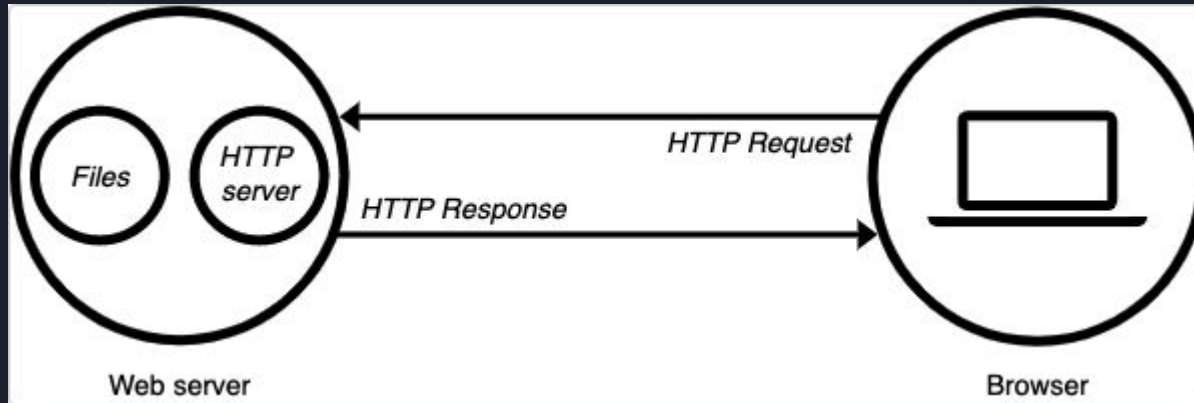 Files
HTTP
server
HTTP Request
HTTP Response
Web server
Browser